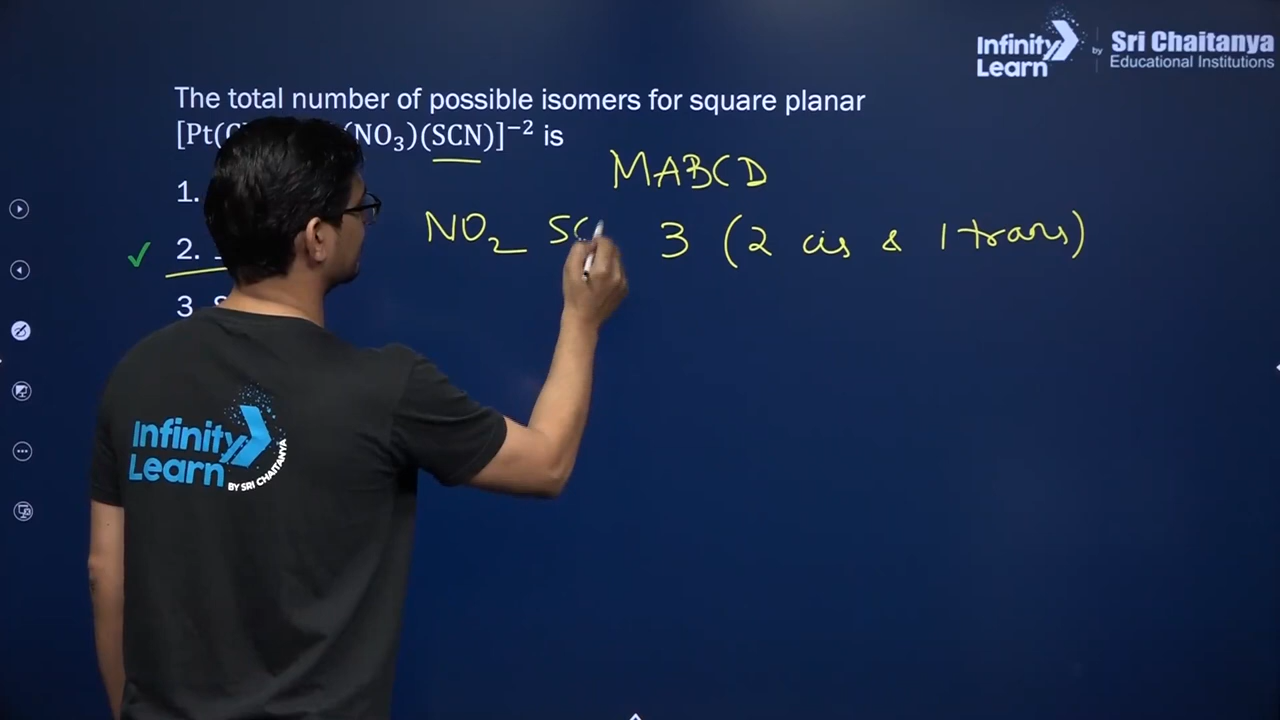 Infinity Learn by Sri Chaitanya Educational Institutions
The total number of possible isomers for square planar
[Pt( (NO₃)(SCN)]⁻² is
MABCD
1.
NO₂ SC 3 (2 cis & 1 trans)
2.
3
Infinity Learn
BY SRI CHAITANYA